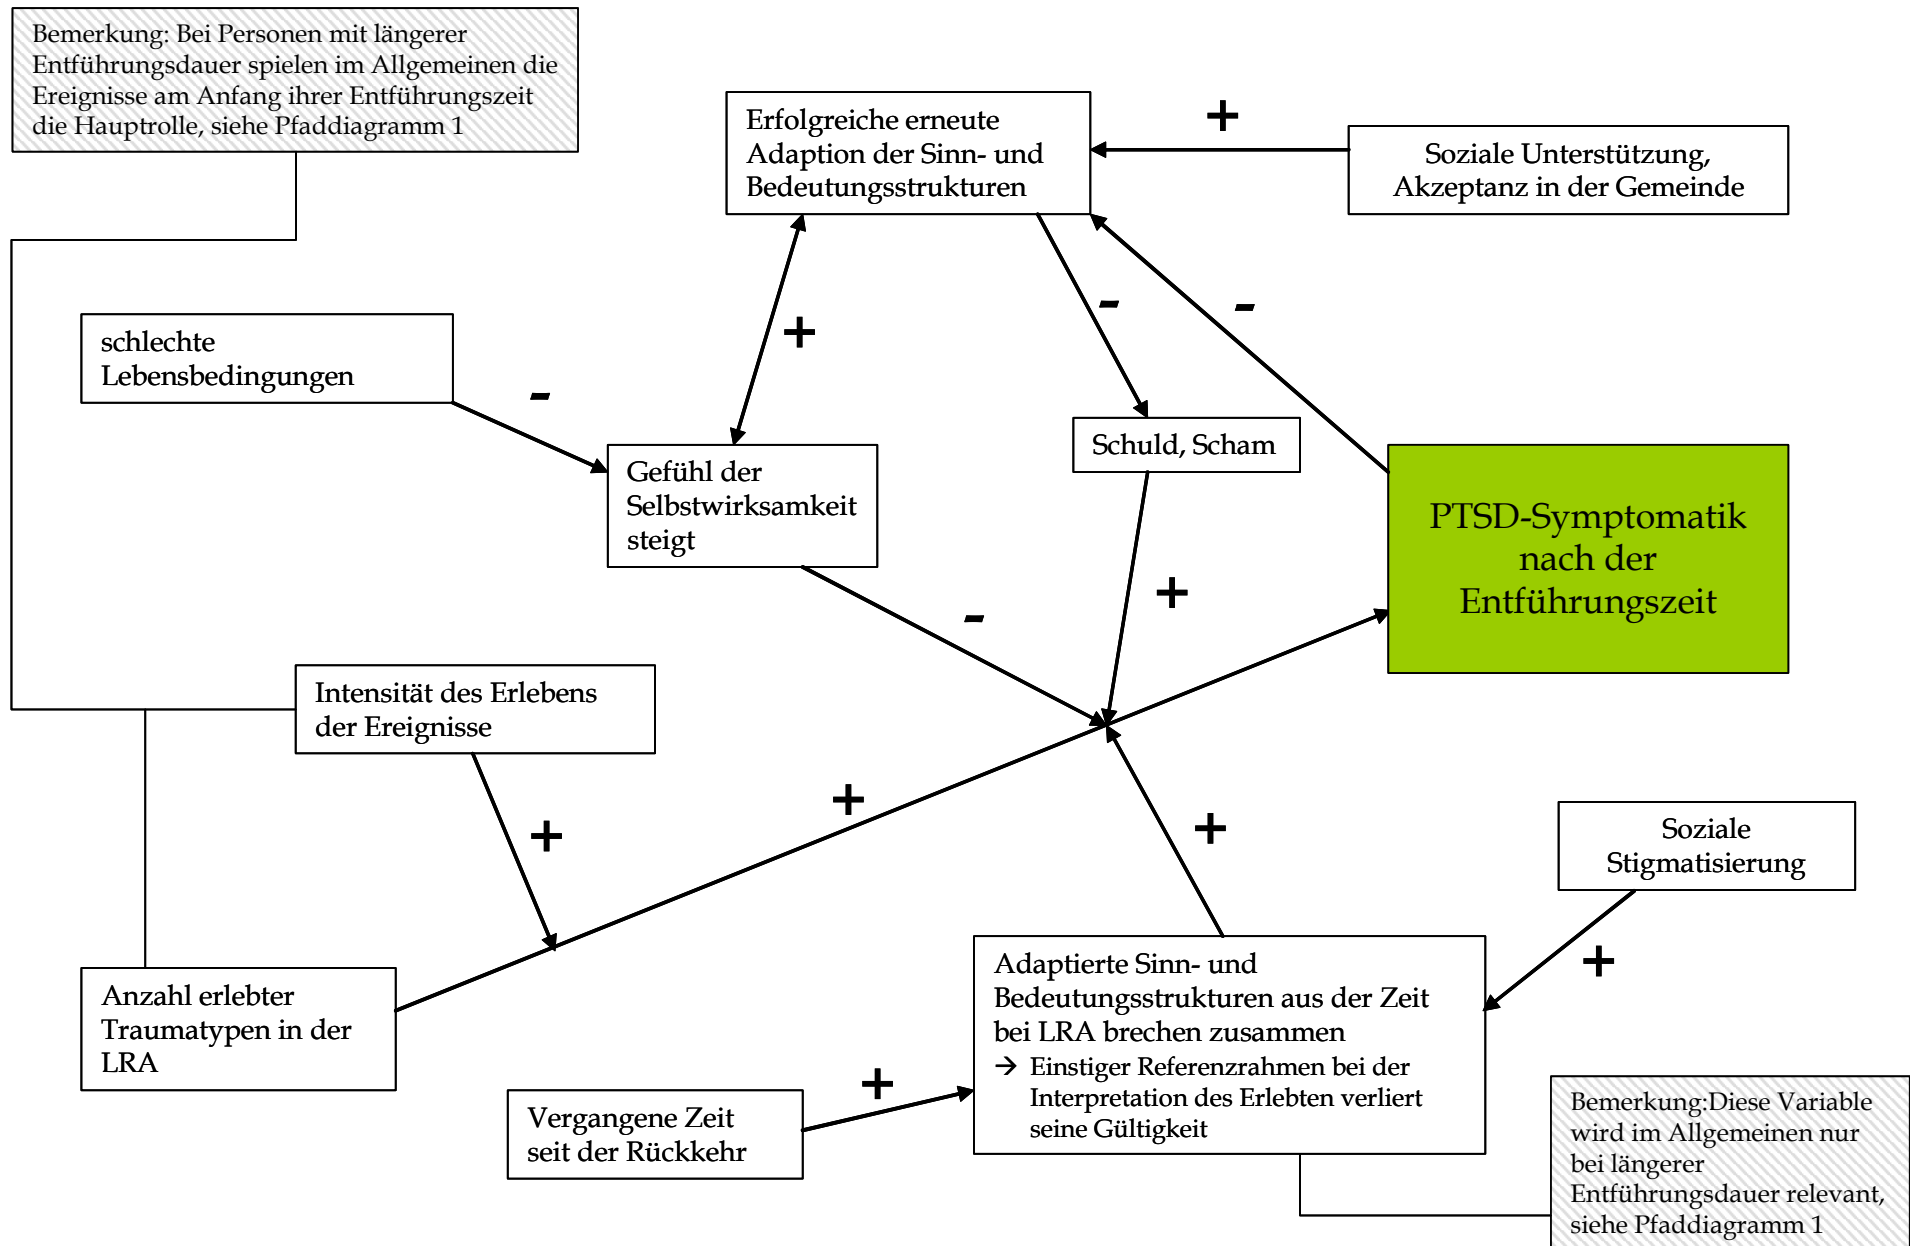 Bemerkung: Bei Personen mit längerer
Entführungsdauer spielen im Allgemeinen die
Ereignisse am Anfang ihrer Entführungszeit
die Hauptrolle, siehe Pfaddiagramm 1
Erfolgreiche erneute
Adaption der Sinn- und
Bedeutungsstrukturen
+
Soziale Unterstützung,
Akzeptanz in der Gemeinde
schlechte
Lebensbedingungen
-
+
-
-
Gefühl der
Selbstwirksamkeit
steigt
Schuld, Scham
PTSD-Symptomatik
nach der
Entführungszeit
-
+
Intensität des Erlebens
der Ereignisse
+
+
+
Soziale
Stigmatisierung
+
Anzahl erlebter
Traumatypen in der
LRA
Adaptierte Sinn- und
Bedeutungsstrukturen aus der Zeit
bei LRA brechen zusammen
→ Einstiger Referenzrahmen bei der
Interpretation des Erlebten verliert
seine Gültigkeit
+
Vergangene Zeit
seit der Rückkehr
Bemerkung:Diese Variable
wird im Allgemeinen nur
bei längerer
Entführungsdauer relevant,
siehe Pfaddiagramm 1